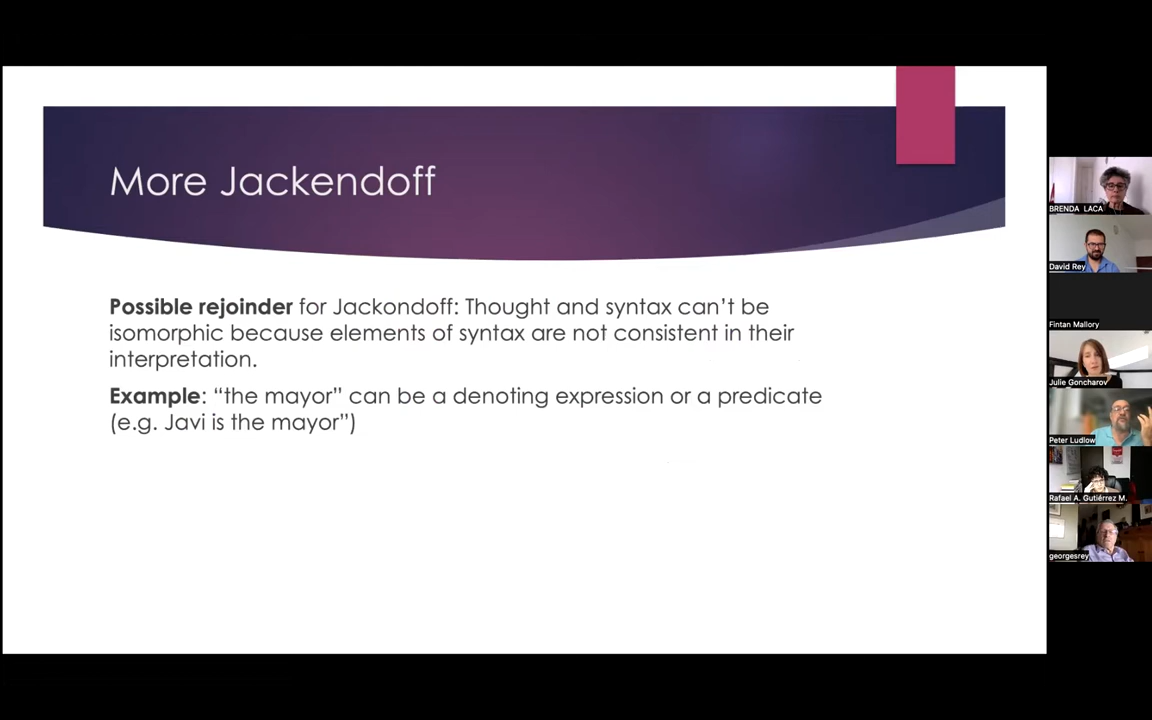 More Jackendoff
Possible rejoinder for Jackondoff: Thought and syntax can’t be
isomorphic because elements of syntax are not consistent in their
interpretation.
Example: “the mayor” can be a denoting expression or a predicate
(e.g. Javi is the mayor”)
BRENDA LACA
David Rey
Fintan Mallory
Julie Goncharov
Peter Ludlow
Rafael A. Gutiérrez M.
georgesrey